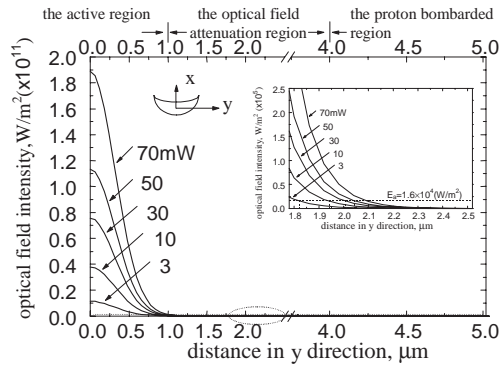 the active region the optical field attenuation region the proton bombarded region
0.0 0.5 1.0 1.5 2.0 4.0 4.5 5.0
optical field intensity,W/m²(x10¹¹)
2.0
1.8
1.6
1.4
1.2
1.0
0.8
0.6
0.4
0.2
0.0
x
y
70mW
50
30
10
3
optical field intensity, W/m² (x10⁵)
2.5
2.0
1.5
1.0
0.5
0.0
70mW
50
30
10
3
1.8 1.9 2.0 2.1 2.2 2.3 2.4 2.5
distance in y direction, μm
0.0 0.5 1.0 1.5 2.0 4.0 4.5 5.0
distance in y direction, μm